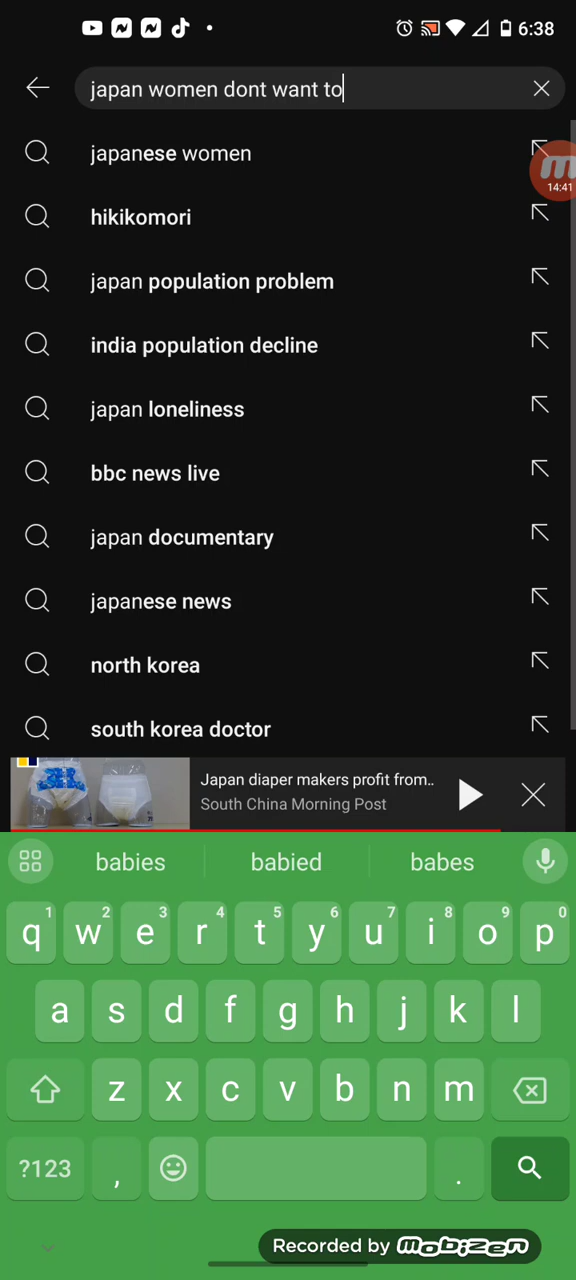 6:38
japan women dont want to
japanese women
14:41
hikikomori
japan population problem
india population decline
japan loneliness
bbc news live
japan documentary
japanese news
north korea
south korea doctor
Japan diaper makers profit from..
South China Morning Post
babies babied babes
1 2 3 4 5 6 7 8 9 0
q w e r t y u i o p
a s d f g h j k l
z x c v b n m
?123 , .
Recorded by mobizen